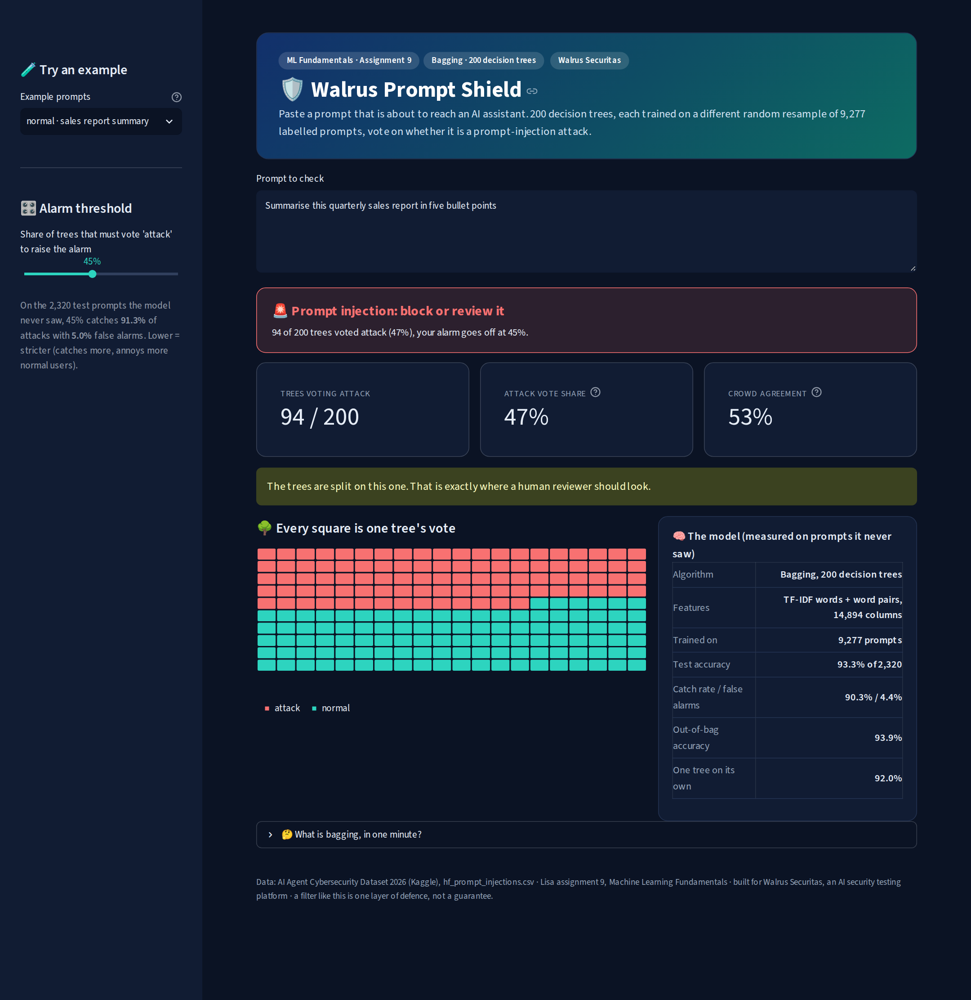 🧪 Try an example
Example prompts
normal · sales report summary
🎛️ Alarm threshold
Share of trees that must vote 'attack'
to raise the alarm
45%
On the 2,320 test prompts the model
never saw, 45% catches 91.3% of
attacks with 5.0% false alarms. Lower =
stricter (catches more, annoys more
normal users).
ML Fundamentals · Assignment 9
Bagging · 200 decision trees
Walrus Securitas
🛡️ Walrus Prompt Shield
Paste a prompt that is about to reach an AI assistant. 200 decision trees, each trained on a different random resample of 9,277
labelled prompts, vote on whether it is a prompt-injection attack.
Prompt to check
Summarise this quarterly sales report in five bullet points
🚨 Prompt injection: block or review it
94 of 200 trees voted attack (47%), your alarm goes off at 45%.
TREES VOTING ATTACK
94 / 200
ATTACK VOTE SHARE
47%
CROWD AGREEMENT
53%
The trees are split on this one. That is exactly where a human reviewer should look.
🌳 Every square is one tree's vote
attack
normal
🧠 The model (measured on prompts it never
saw)
Algorithm
Bagging, 200 decision trees
Features
TF-IDF words + word pairs,
14,894 columns
Trained on
9,277 prompts
Test accuracy
93.3% of 2,320
Catch rate / false
alarms
90.3% / 4.4%
Out-of-bag
accuracy
93.9%
One tree on its
own
92.0%
🤔 What is bagging, in one minute?
Data: AI Agent Cybersecurity Dataset 2026 (Kaggle), hf_prompt_injections.csv · Lisa assignment 9, Machine Learning Fundamentals · built for Walrus Securitas, an AI security testing
platform · a filter like this is one layer of defence, not a guarantee.